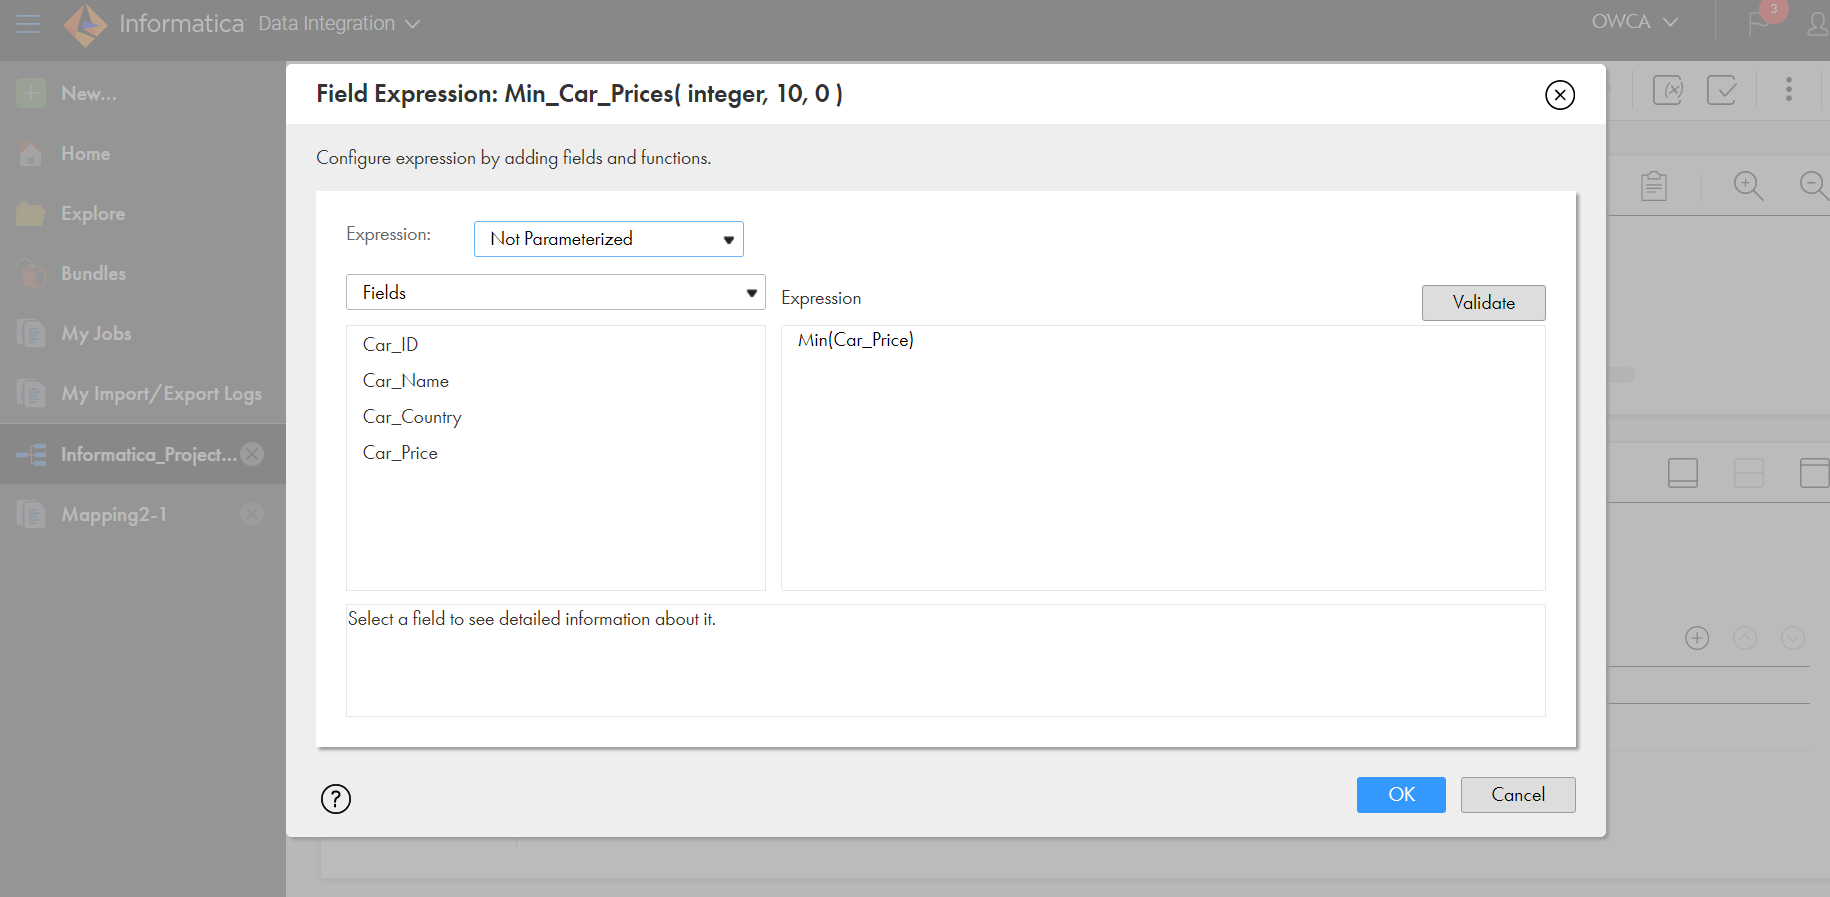 Informatica Data Integration
OWCA
3
New...
Home
Explore
Bundles
My Jobs
My Import/Export Logs
Informatica_Project...
Mapping2-1
Field Expression: Min_Car_Prices( integer, 10, 0 )
Configure expression by adding fields and functions.
Expression: Not Parameterized
Fields
Expression
Validate
Car_ID
Car_Name
Car_Country
Car_Price
Min(Car_Price)
Select a field to see detailed information about it.
?
OK
Cancel